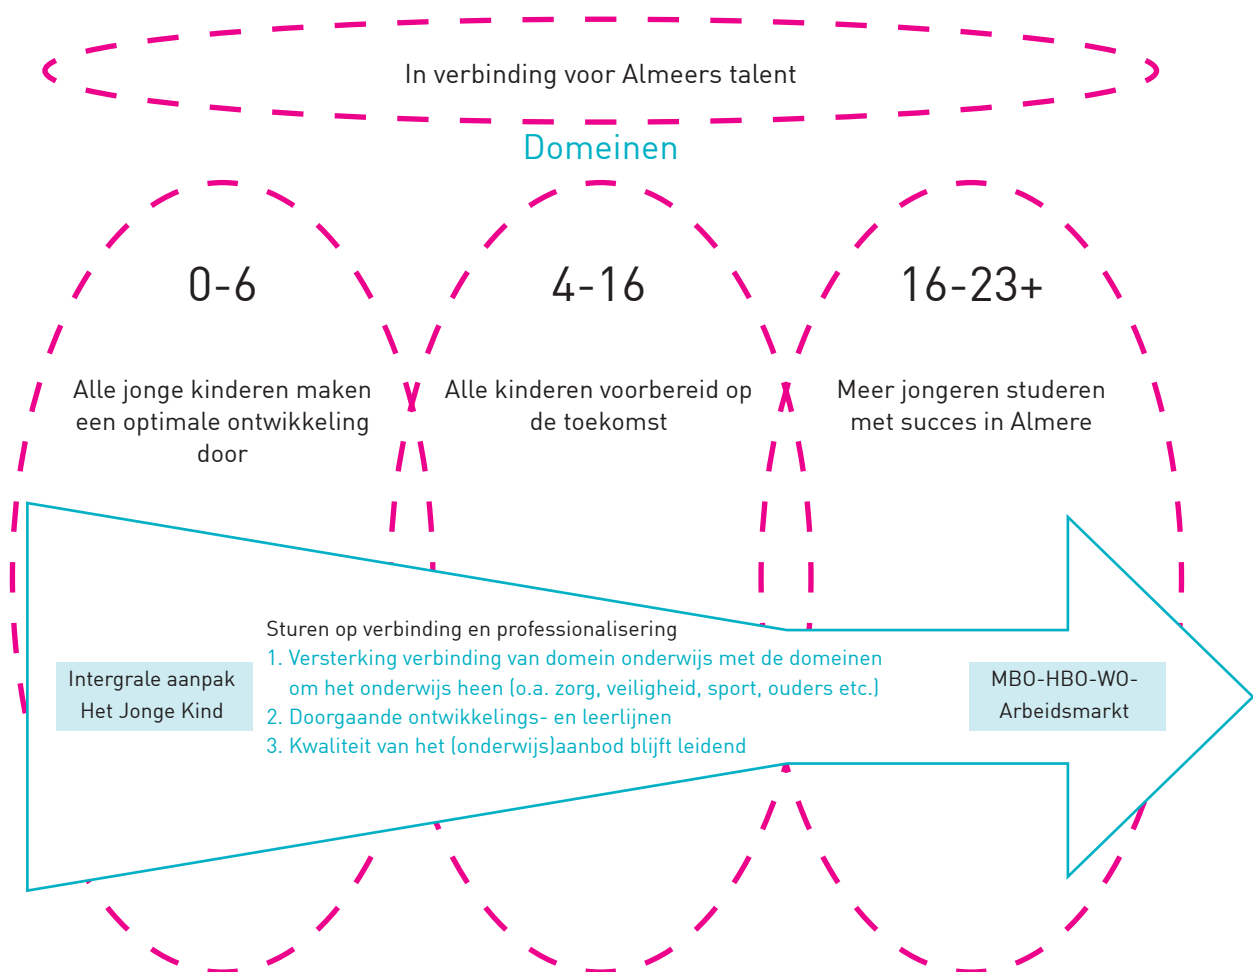 In verbinding voor Almeers talent
Domeinen
0-6
Alle jonge kinderen maken
een optimale ontwikkeling
door
4-16
Alle kinderen voorbereid op
de toekomst
16-23+
Meer jongeren studeren
met succes in Almere
Intergrale aanpak
Het Jonge Kind
Sturen op verbinding en professionalisering
1. Versterking verbinding van domein onderwijs met de domeinen
om het onderwijs heen (o.a. zorg, veiligheid, sport, ouders etc.)
2. Doorgaande ontwikkelings- en leerlijnen
3. Kwaliteit van het (onderwijs)aanbod blijft leidend
MBO-HBO-WO-
Arbeidsmarkt